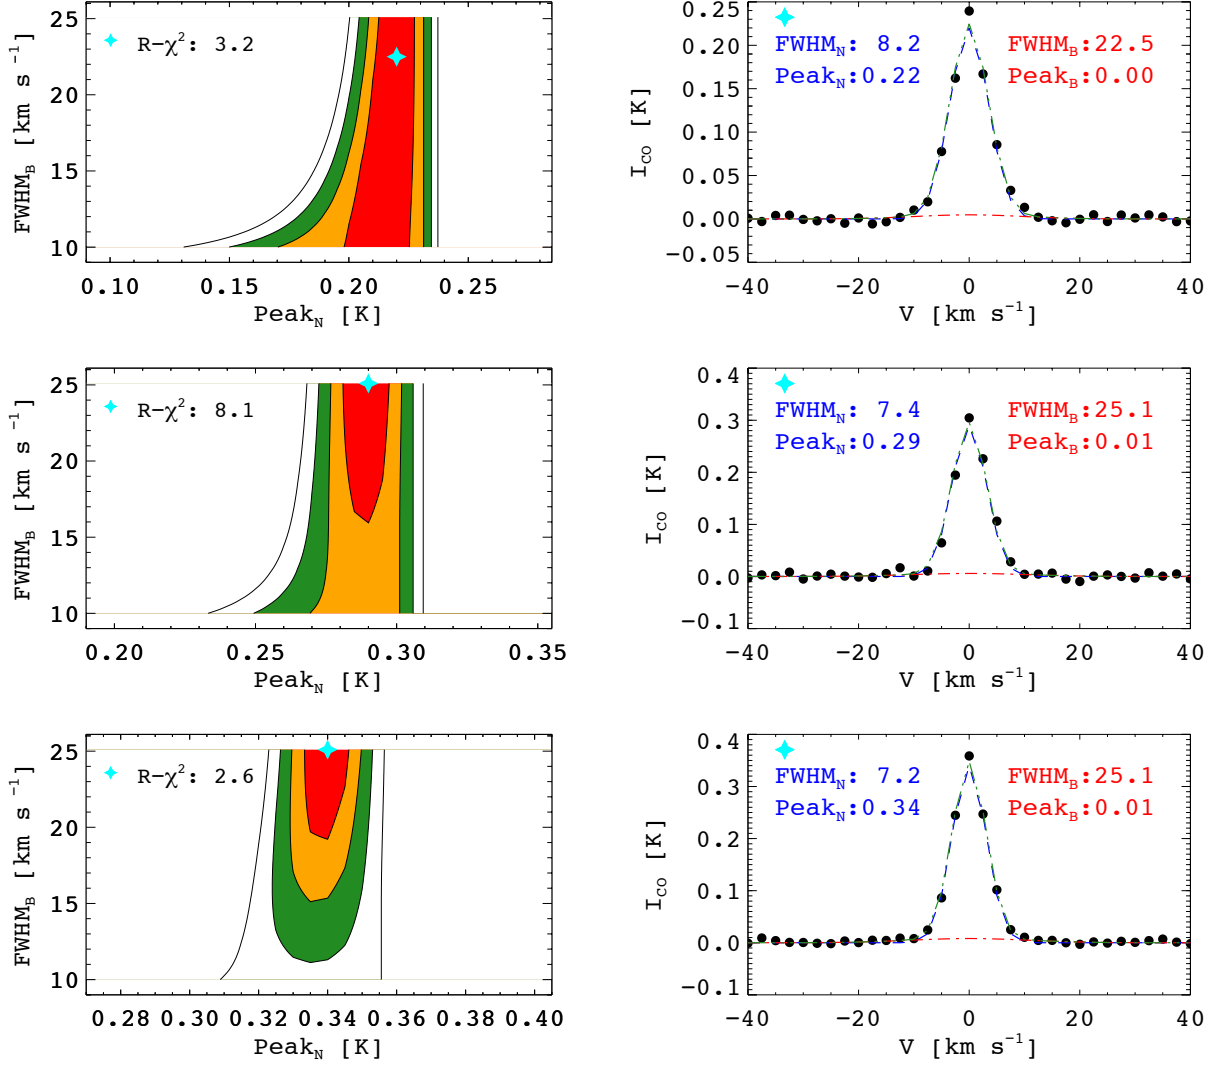 25
20
15
10
FWHM_B [km s⁻¹]
R−χ²: 3.2
0.10 0.15 0.20 0.25
Peak_N [K]
0.25
0.20
0.15
0.10
0.05
0.00
−0.05
I_CO [K]
FWHM_N: 8.2 FWHM_B:22.5
Peak_N:0.22 Peak_B:0.00
−40 −20 0 20 40
V [km s⁻¹]
25
20
15
10
FWHM_B [km s⁻¹]
R−χ²: 8.1
0.20 0.25 0.30 0.35
Peak_N [K]
0.4
0.3
0.2
0.1
0.0
−0.1
I_CO [K]
FWHM_N: 7.4 FWHM_B:25.1
Peak_N:0.29 Peak_B:0.01
−40 −20 0 20 40
V [km s⁻¹]
25
20
15
10
FWHM_B [km s⁻¹]
R−χ²: 2.6
0.28 0.30 0.32 0.34 0.36 0.38 0.40
Peak_N [K]
0.4
0.3
0.2
0.1
0.0
−0.1
I_CO [K]
FWHM_N: 7.2 FWHM_B:25.1
Peak_N:0.34 Peak_B:0.01
−40 −20 0 20 40
V [km s⁻¹]